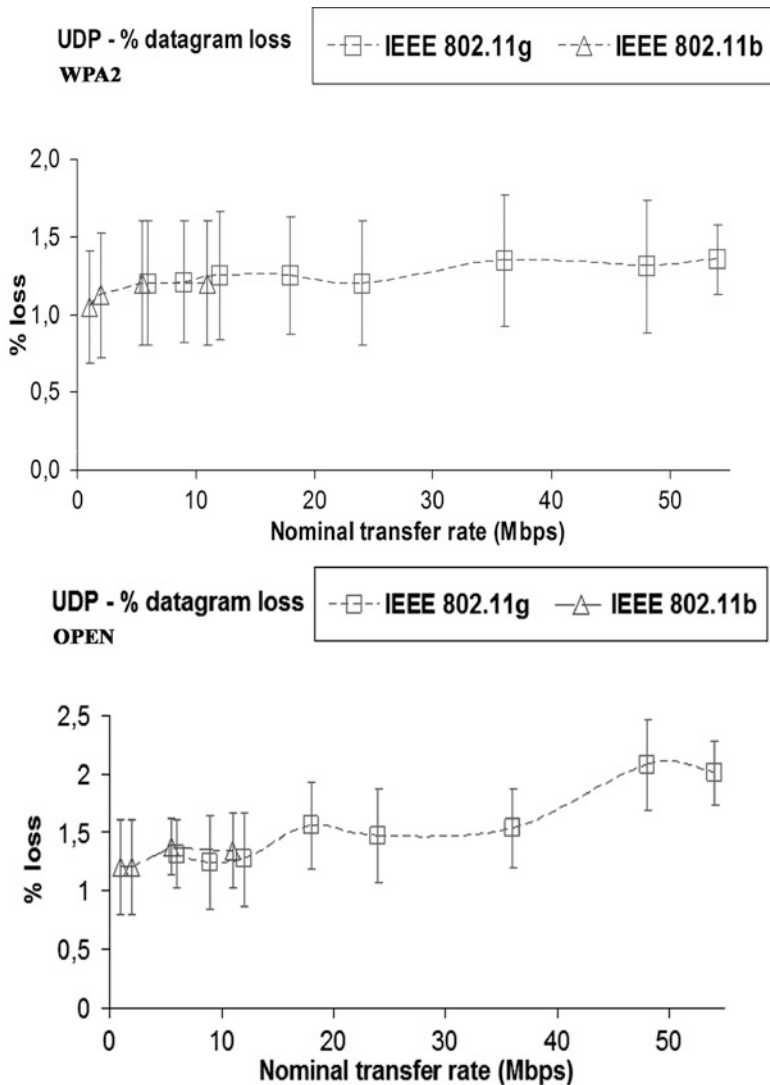 UDP - % datagram loss
WPA2
IEEE 802.11g
IEEE 802.11b
2,0
1,5
1,0
0,5
0,0
% loss
0 10 20 30 40 50
Nominal transfer rate (Mbps)
UDP - % datagram loss
OPEN
IEEE 802.11g
IEEE 802.11b
2,5
2
1,5
1
0,5
0
% loss
0 10 20 30 40 50
Nominal transfer rate (Mbps)